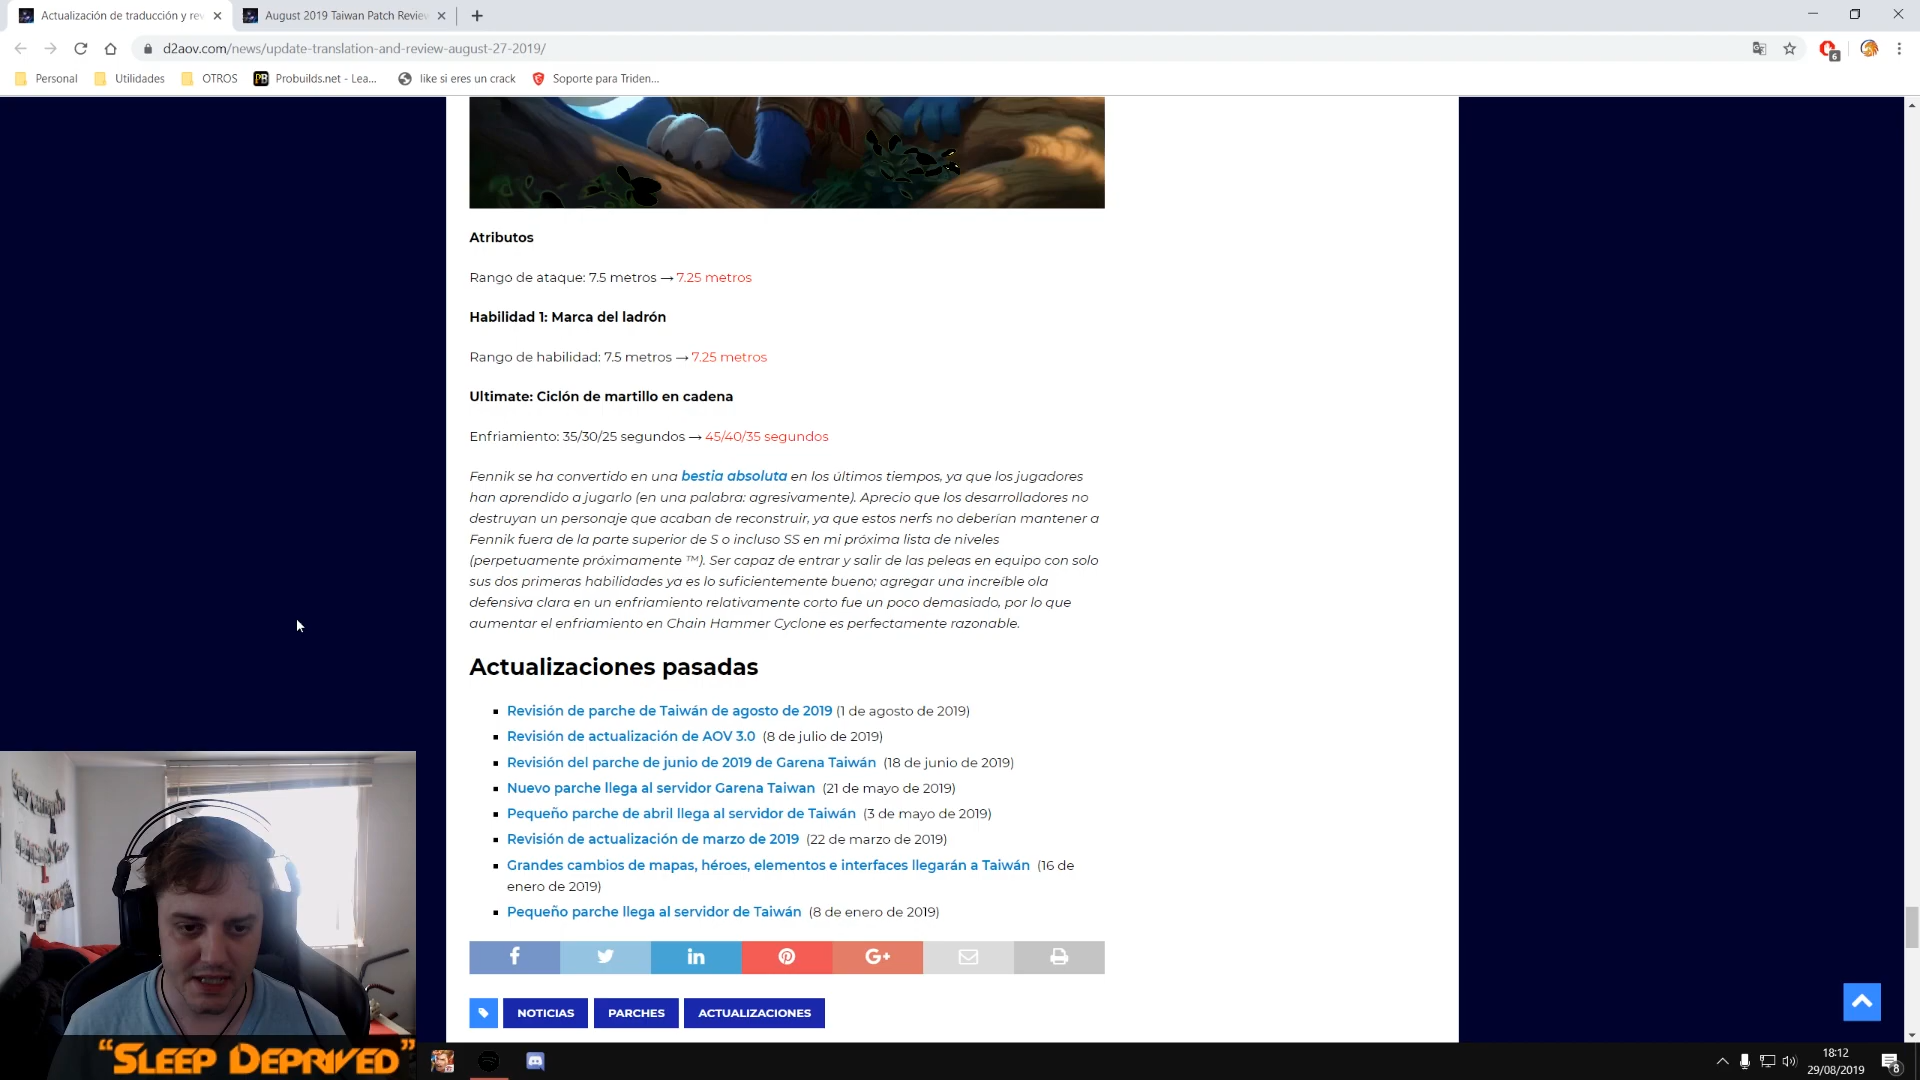 Actualización de traducción y rev
August 2019 Taiwan Patch Review
d2aov.com/news/update-translation-and-review-august-27-2019/
6
Personal
Utilidades
OTROS
PB
Probuilds.net - Lea...
like si eres un crack
Soporte para Triden...
Atributos
Rango de ataque: 7.5 metros → 7.25 metros
Habilidad 1: Marca del ladrón
Rango de habilidad: 7.5 metros → 7.25 metros
Ultimate: Ciclón de martillo en cadena
Enfriamiento: 35/30/25 segundos → 45/40/35 segundos
Fennik se ha convertido en una bestia absoluta en los últimos tiempos, ya que los jugadores
han aprendido a jugarlo (en una palabra: agresivamente). Aprecio que los desarrolladores no
destruyan un personaje que acaban de reconstruir, ya que estos nerfs no deberían mantener a
Fennik fuera de la parte superior de S o incluso SS en mi próxima lista de niveles
(perpetuamente próximamente ™). Ser capaz de entrar y salir de las peleas en equipo con solo
sus dos primeras habilidades ya es lo suficientemente bueno; agregar una increíble ola
defensiva clara en un enfriamiento relativamente corto fue un poco demasiado, por lo que
aumentar el enfriamiento en Chain Hammer Cyclone es perfectamente razonable.
Actualizaciones pasadas
Revisión de parche de Taiwán de agosto de 2019 (1 de agosto de 2019)
Revisión de actualización de AOV 3.0 (8 de julio de 2019)
Revisión del parche de junio de 2019 de Garena Taiwán (18 de junio de 2019)
Nuevo parche llega al servidor Garena Taiwan (21 de mayo de 2019)
Pequeño parche de abril llega al servidor de Taiwán (3 de mayo de 2019)
Revisión de actualización de marzo de 2019 (22 de marzo de 2019)
Grandes cambios de mapas, héroes, elementos e interfaces llegarán a Taiwán (16 de
enero de 2019)
Pequeño parche llega al servidor de Taiwán (8 de enero de 2019)
f
in
G+
NOTICIAS
PARCHES
ACTUALIZACIONES
"SLEEP DEPRIVED"
18:12
29/08/2019
8